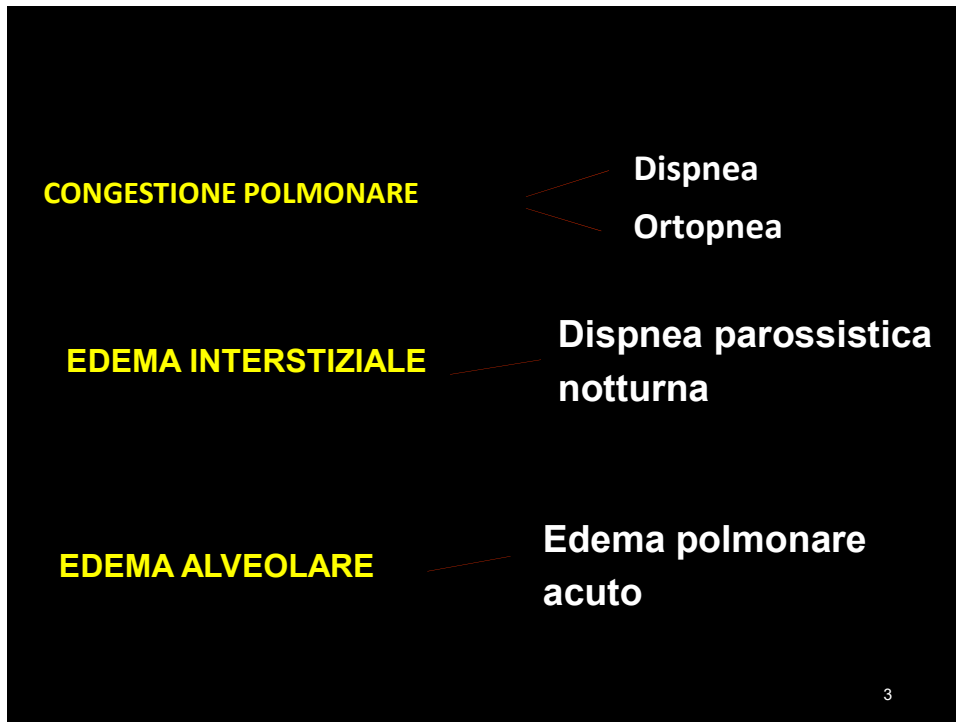 CONGESTIONE POLMONARE
Dispnea
Ortopnea
EDEMA INTERSTIZIALE
Dispnea parossistica
notturna
EDEMA ALVEOLARE
Edema polmonare
acuto
3